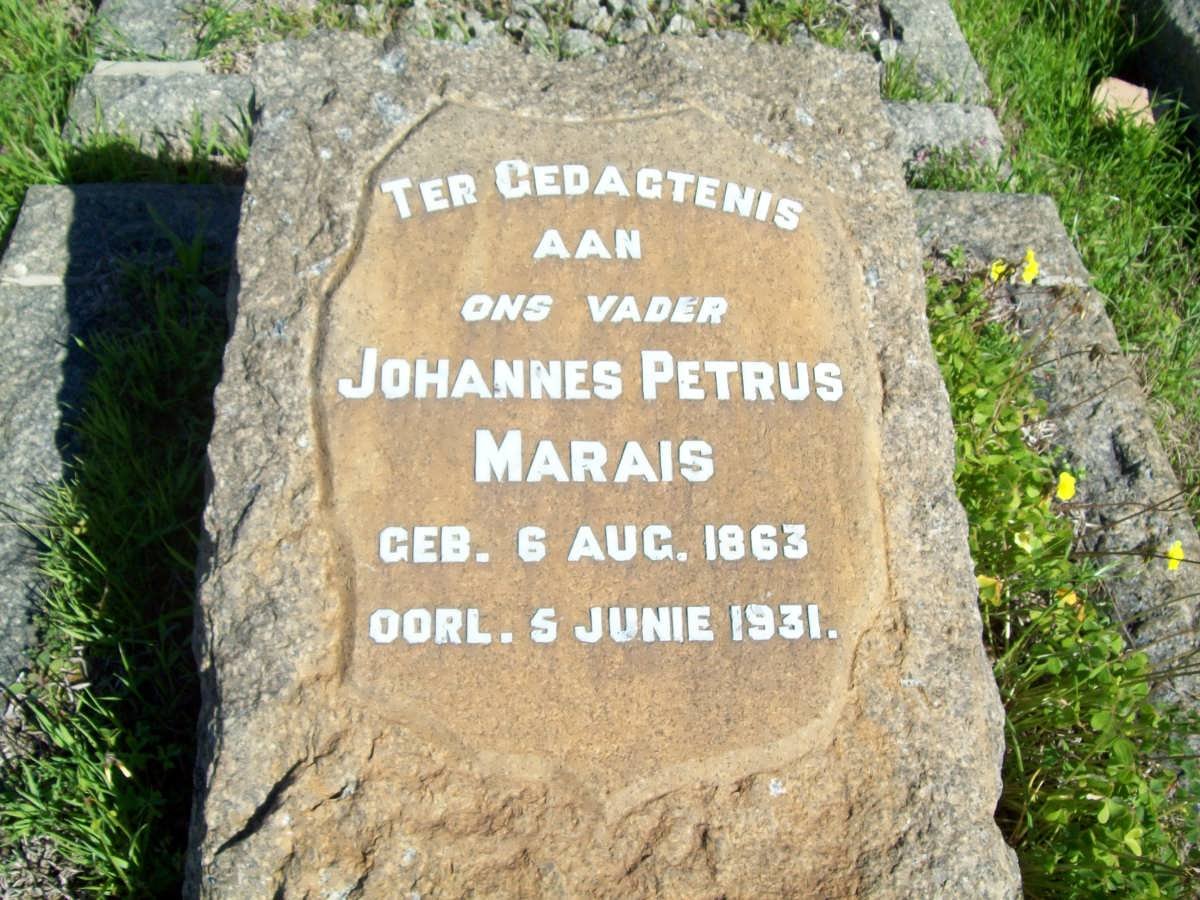 TER GEDAGTENIS
AAN
ONS VADER
JOHANNES PETRUS
MARAIS
GEB. 6 AUG. 1863
OORL. 5 JUNIE 1931.